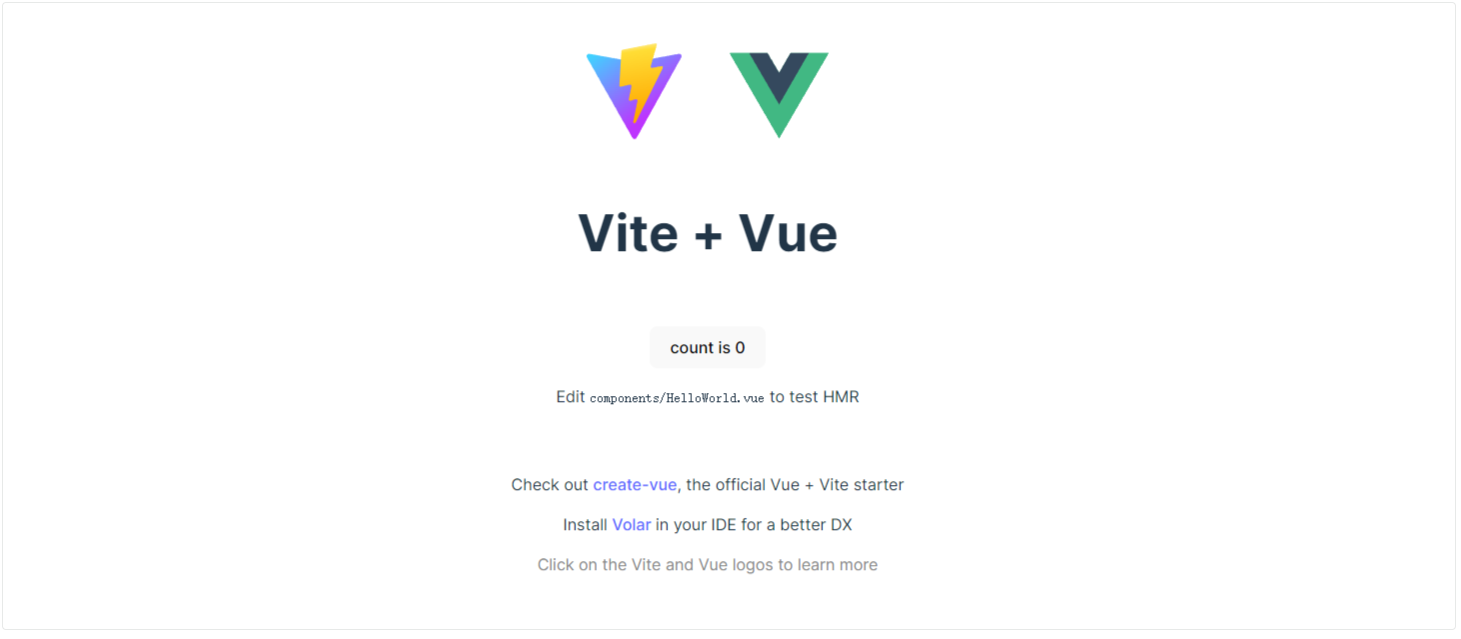 Vite + Vue
count is 0
Edit components/HelloWorld.vue to test HMR
Check out create-vue, the official Vue + Vite starter
Install Volar in your IDE for a better DX
Click on the Vite and Vue logos to learn more